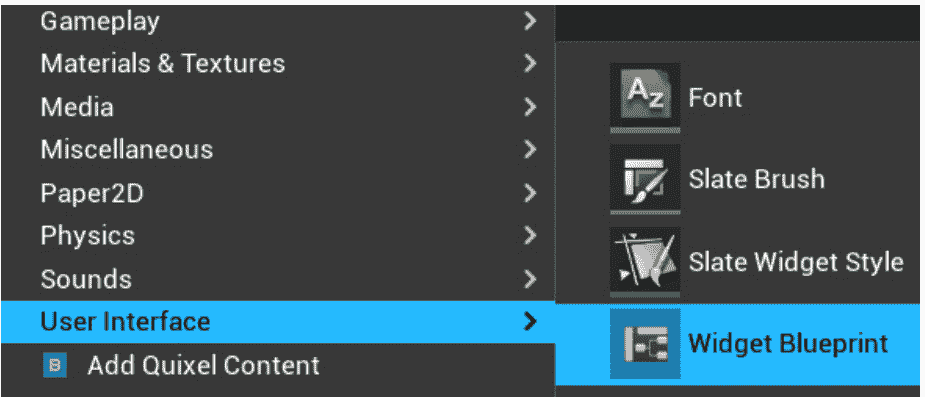 Gameplay
Materials & Textures
Media
Miscellaneous
Paper2D
Physics
Sounds
User Interface
B Add Quixel Content
Az Font
Slate Brush
Slate Widget Style
Widget Blueprint